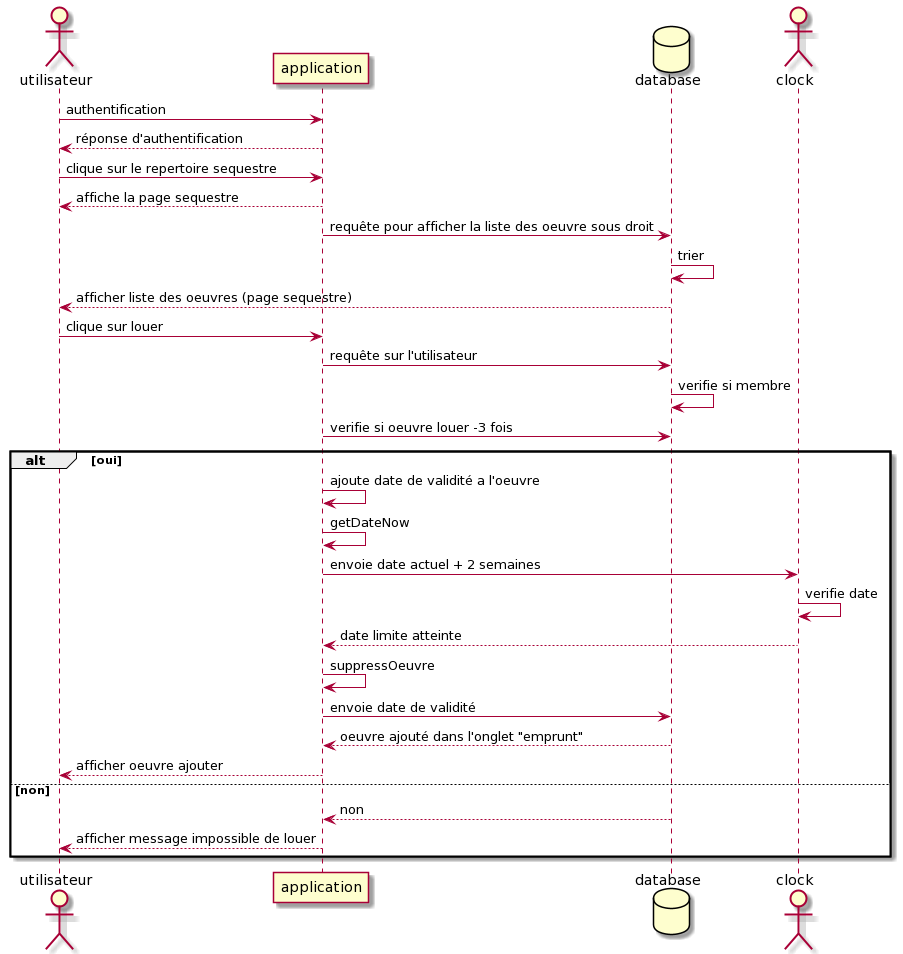 utilisateur
application
database
clock
authentification
réponse d'authentification
clique sur le repertoire sequestre
affiche la page sequestre
requête pour afficher la liste des oeuvre sous droit
trier
afficher liste des oeuvres (page sequestre)
clique sur louer
requête sur l'utilisateur
verifie si membre
verifie si oeuvre louer -3 fois
alt [oui]
ajoute date de validité a l'oeuvre
getDateNow
envoie date actuel + 2 semaines
verifie date
date limite atteinte
suppressOeuvre
envoie date de validité
oeuvre ajouté dans l'onglet "emprunt"
afficher oeuvre ajouter
[non]
non
afficher message impossible de louer
utilisateur
application
database
clock